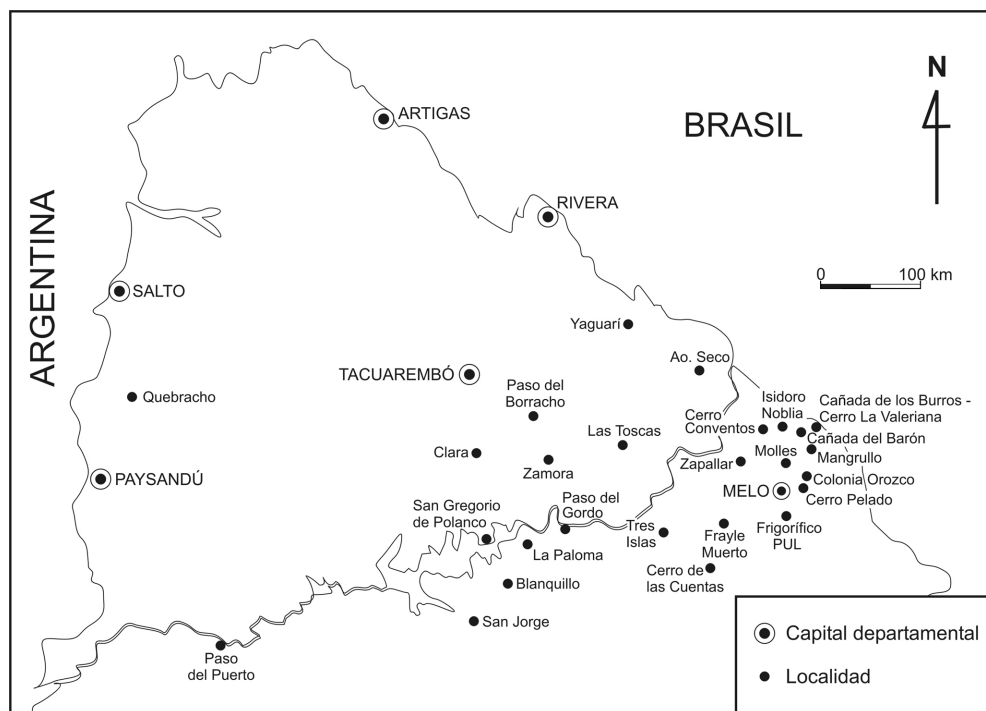 N
ARTIGAS
BRASIL
RIVERA
ARGENTINA
SALTO
0 100 km
Yaguarí
Ao. Seco
TACUAREMBÓ
Quebracho
Paso del
Borracho
Isidoro
Noblia
Cañada de los Burros -
Cerro La Valeriana
Cerro
Conventos
Las Toscas
Cañada del Barón
Clara
Zamora
Zapallar
Molles
Mangrullo
PAYSANDÚ
MELO
Colonia Orozco
Cerro Pelado
San Gregorio
de Polanco
Paso del
Gordo
Tres
Islas
Frayle
Muerto
Frigorífico
PUL
La Paloma
Cerro de
las Cuentas
Blanquillo
San Jorge
Paso
del Puerto
Capital departamental
Localidad